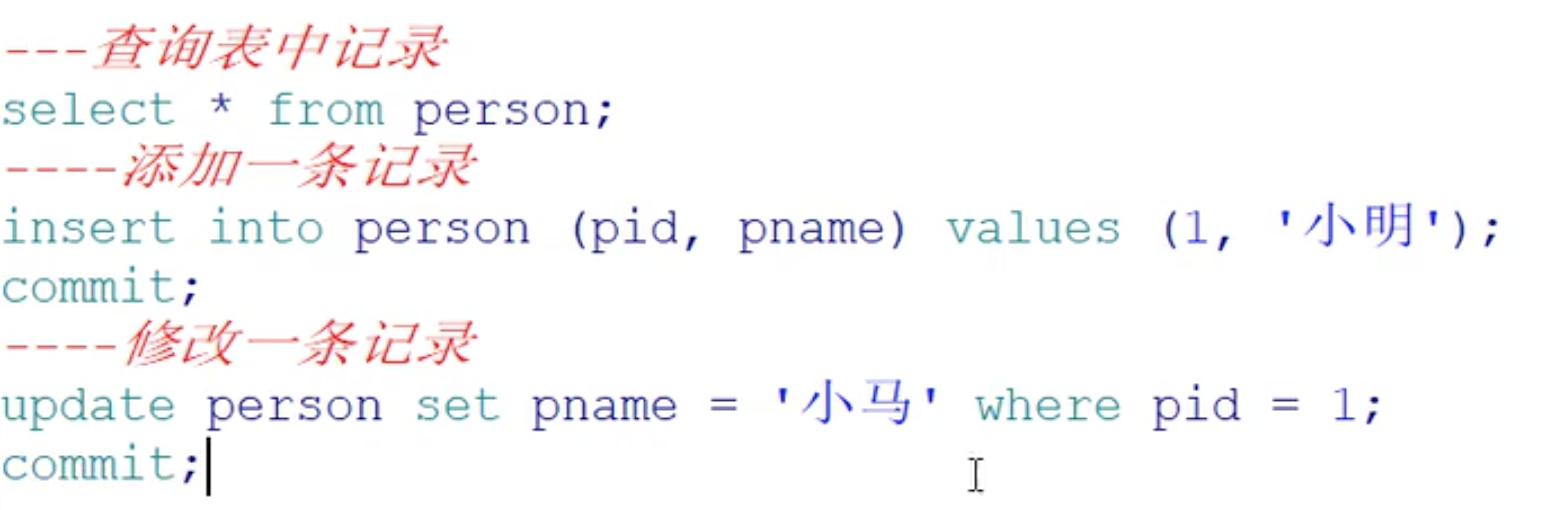 ---查询表中记录
select * from person;
----添加一条记录
insert into person (pid, pname) values (1, '小明');
commit;
----修改一条记录
update person set pname = '小马' where pid = 1;
commit;